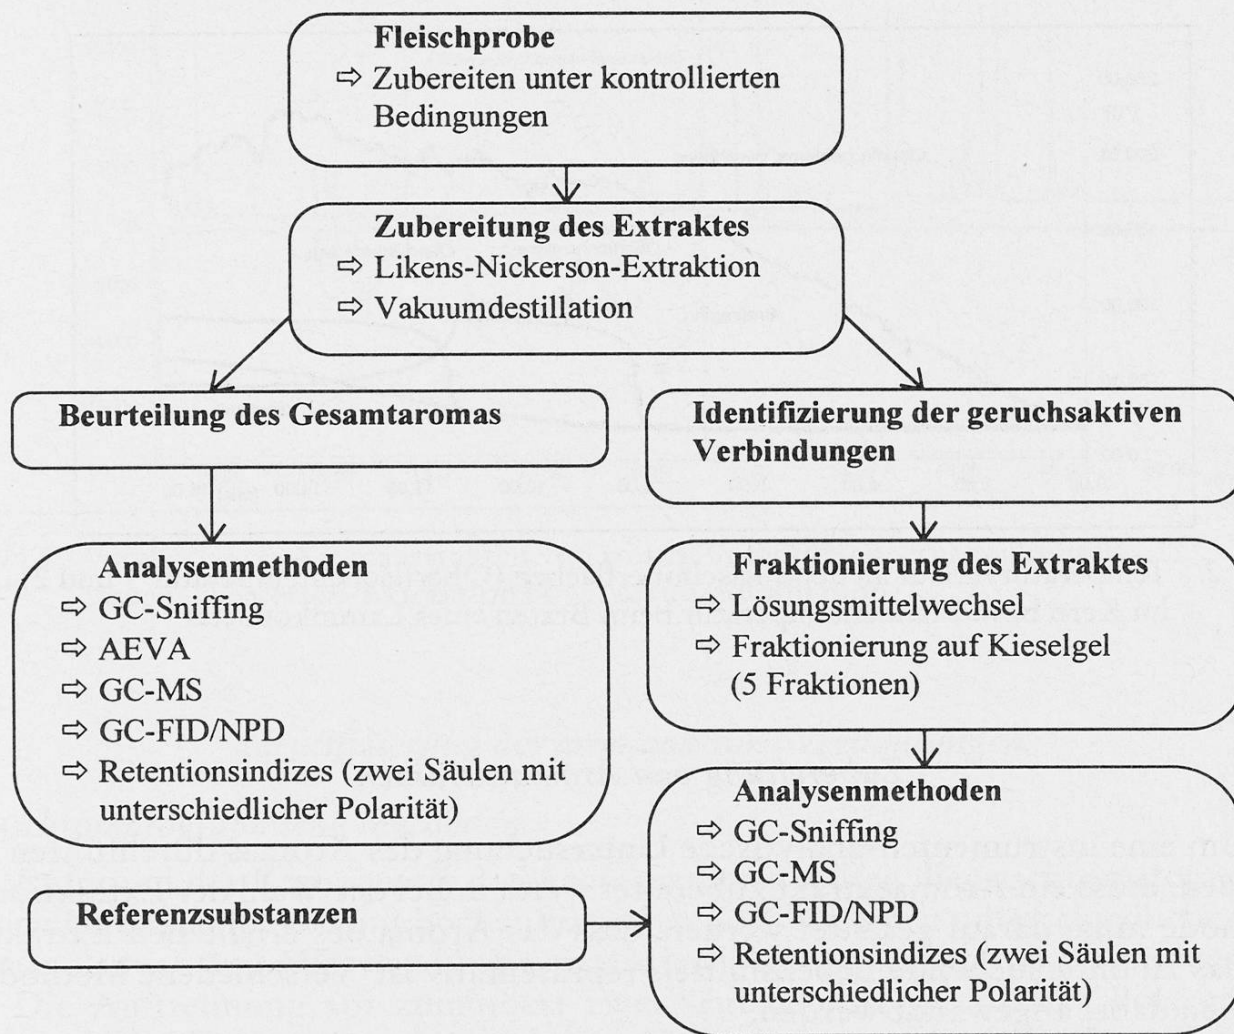 Fleischprobe
⇨ Zubereiten unter kontrollierten
Bedingungen
Zubereitung des Extraktes
⇨ Likens-Nickerson-Extraktion
⇨ Vakuumdestillation
Beurteilung des Gesamtaromas
Identifizierung der geruchsaktiven
Verbindungen
Analysenmethoden
⇨ GC-Sniffing
⇨ AEVA
⇨ GC-MS
⇨ GC-FID/NPD
⇨ Retentionsindizes (zwei Säulen mit
unterschiedlicher Polarität)
Fraktionierung des Extraktes
⇨ Lösungsmittelwechsel
⇨ Fraktionierung auf Kieselgel
(5 Fraktionen)
Referenzsubstanzen
Analysenmethoden
⇨ GC-Sniffing
⇨ GC-MS
⇨ GC-FID/NPD
⇨ Retentionsindizes (zwei Säulen mit
unterschiedlicher Polarität)